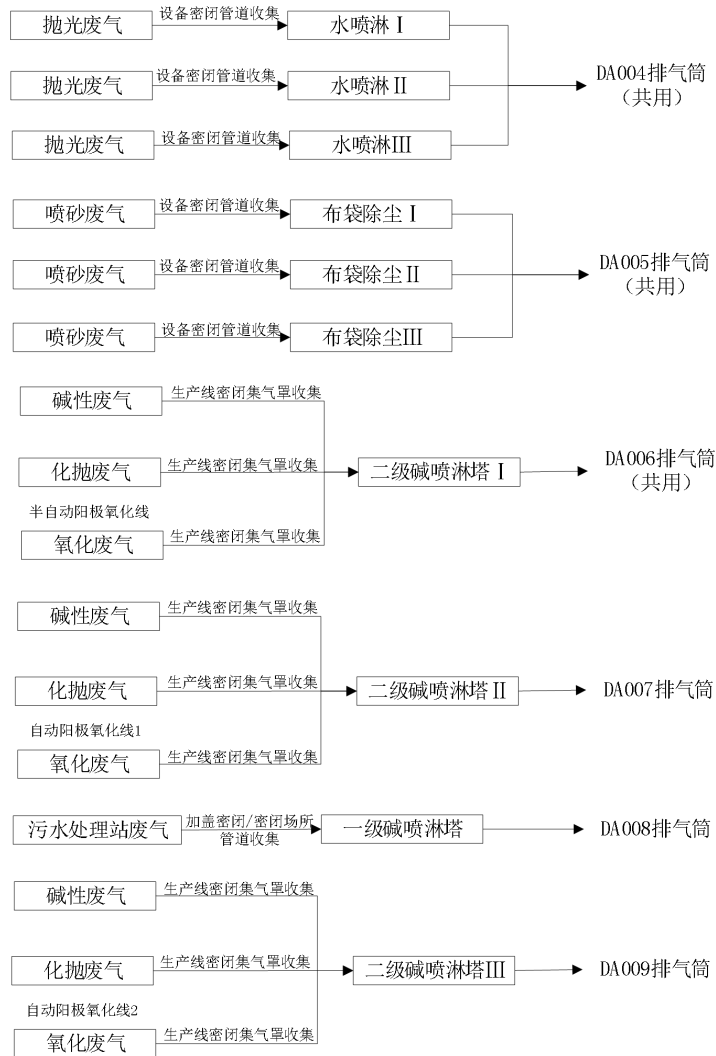 抛光废气
设备密闭管道收集
水喷淋Ⅰ
抛光废气
设备密闭管道收集
水喷淋Ⅱ
DA004排气筒
（共用）
抛光废气
设备密闭管道收集
水喷淋Ⅲ
喷砂废气
设备密闭管道收集
布袋除尘Ⅰ
喷砂废气
设备密闭管道收集
布袋除尘Ⅱ
DA005排气筒
（共用）
喷砂废气
设备密闭管道收集
布袋除尘Ⅲ
碱性废气
生产线密闭集气罩收集
化抛废气
生产线密闭集气罩收集
二级碱喷淋塔Ⅰ
DA006排气筒
（共用）
半自动阳极氧化线
氧化废气
生产线密闭集气罩收集
碱性废气
生产线密闭集气罩收集
化抛废气
生产线密闭集气罩收集
二级碱喷淋塔Ⅱ
DA007排气筒
自动阳极氧化线1
氧化废气
生产线密闭集气罩收集
污水处理站废气
加盖密闭/密闭场所
管道收集
一级碱喷淋塔
DA008排气筒
碱性废气
生产线密闭集气罩收集
化抛废气
生产线密闭集气罩收集
二级碱喷淋塔Ⅲ
DA009排气筒
自动阳极氧化线2
氧化废气
生产线密闭集气罩收集